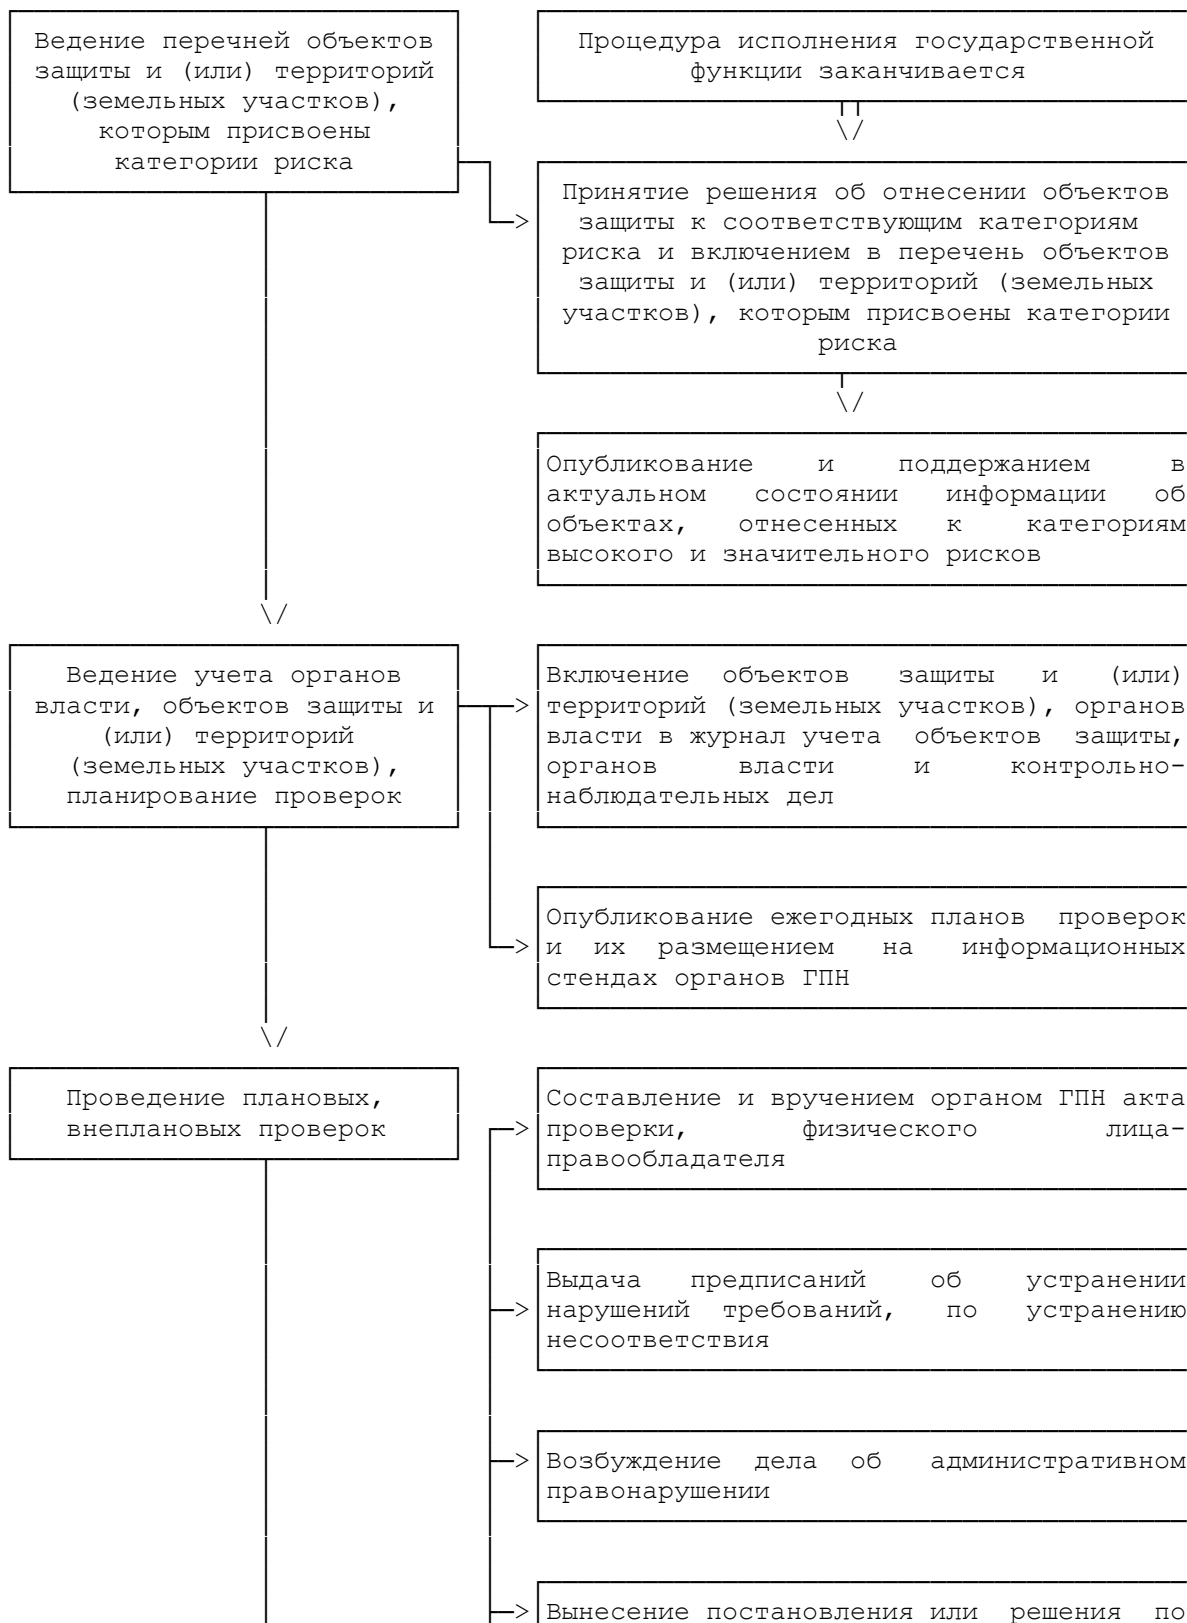 Ведение перечней объектов
защиты и (или) территорий
(земельных участков),
которым присвоены
категории риска
Процедура исполнения государственной
функции заканчивается
Принятие решения об отнесении объектов
защиты к соответствующим категориям
риска и включением в перечень объектов
защиты и (или) территорий (земельных
участков), которым присвоены категории
риска
Опубликование и поддержанием в
актуальном состоянии информации об
объектах, отнесенных к категориям
высокого и значительного рисков
Ведение учета органов
власти, объектов защиты и
(или) территорий
(земельных участков),
планирование проверок
Включение объектов защиты и (или)
территорий (земельных участков), органов
власти в журнал учета объектов защиты,
органов власти и контрольно-
наблюдательных дел
Опубликование ежегодных планов проверок
и их размещением на информационных
стендах органов ГПН
Проведение плановых,
внеплановых проверок
Составление и вручением органом ГПН акта
проверки, физического лица-
правообладателя
Выдача предписаний об устранении
нарушений требований, по устранению
несоответствия
Возбуждение дела об административном
правонарушении
Вынесение постановления или решения по